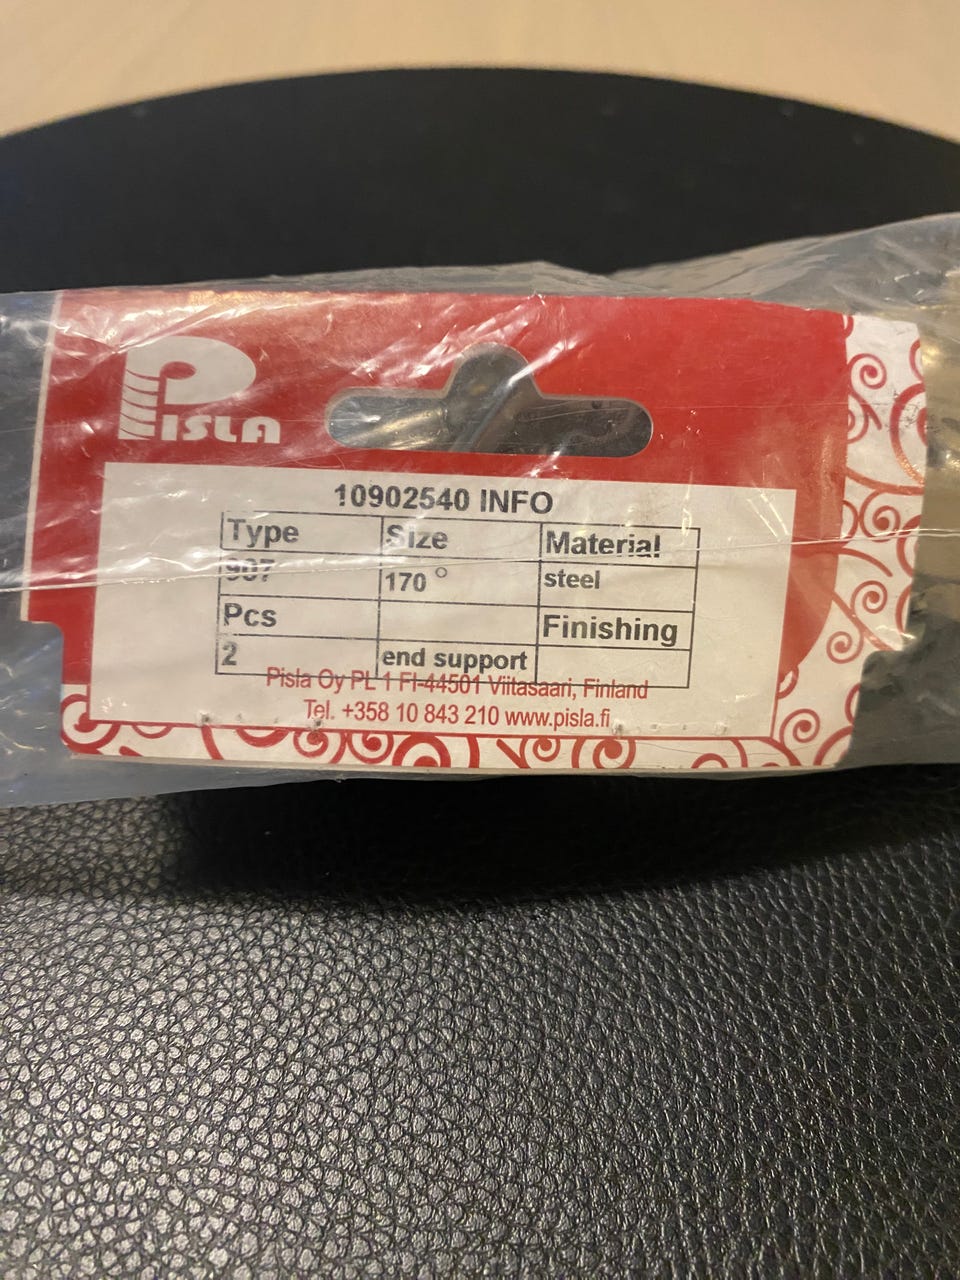 PISLA
10902540 INFO
Type Size Material
907 170° steel
Pcs Finishing
2 end support
Pisla Oy PL 1 FI-44501 Viitasaari, Finland
Tel. +358 10 843 210 www.pisla.fi